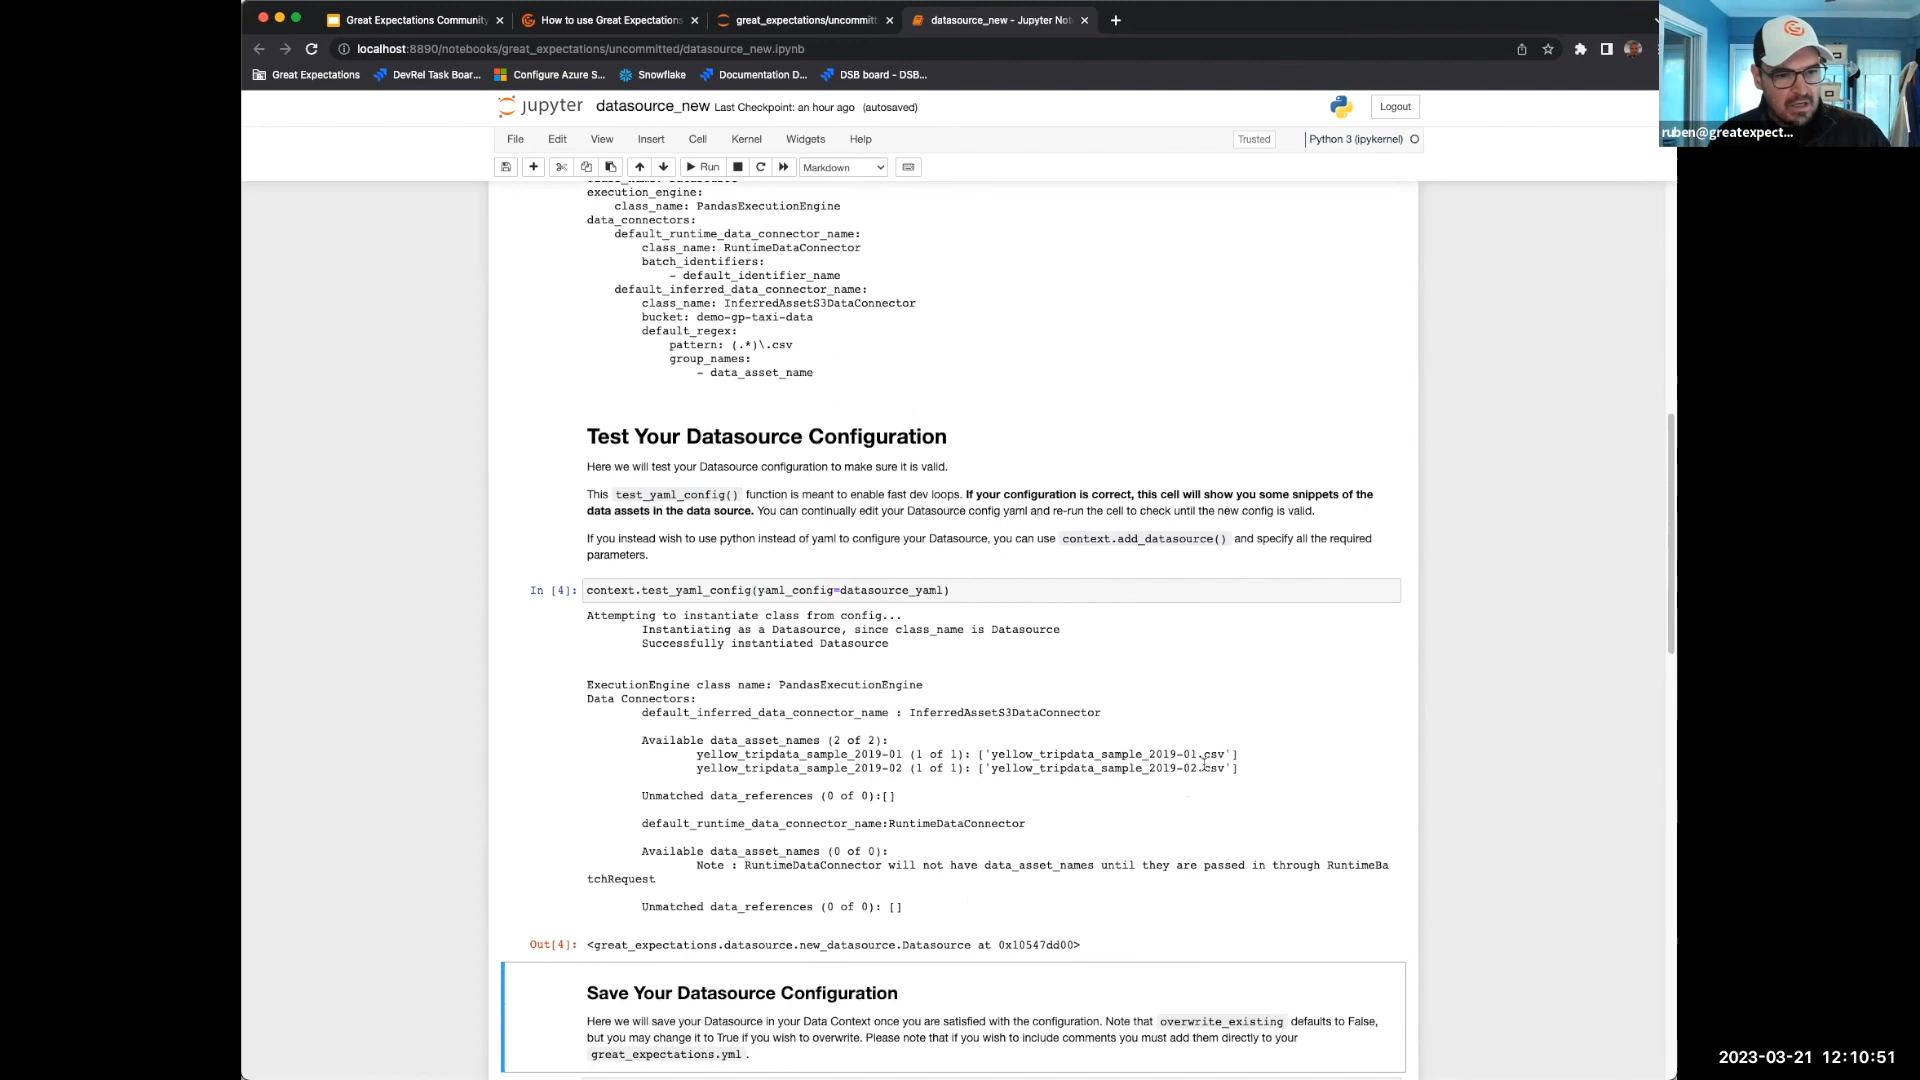 Great Expectations Community
How to use Great Expectations
great_expectations/uncommitt
datasource_new - Jupyter Not
localhost:8890/notebooks/great_expectations/uncommitted/datasource_new.ipynb
Great Expectations
DevRel Task Boar...
Configure Azure S...
Snowflake
Documentation D...
DSB board - DSB...
ruben@greatexpect...
jupyter datasource_new Last Checkpoint: an hour ago (autosaved)
Logout
File Edit View Insert Cell Kernel Widgets Help
Trusted
Python 3 (ipykernel)
Run
Markdown
execution_engine:
class_name: PandasExecutionEngine
data_connectors:
default_runtime_data_connector_name:
class_name: RuntimeDataConnector
batch_identifiers:
- default_identifier_name
default_inferred_data_connector_name:
class_name: InferredAssetS3DataConnector
bucket: demo-gp-taxi-data
default_regex:
pattern: (.*)\.csv
group_names:
- data_asset_name
Test Your Datasource Configuration
Here we will test your Datasource configuration to make sure it is valid.
This test_yaml_config() function is meant to enable fast dev loops. If your configuration is correct, this cell will show you some snippets of the
data assets in the data source. You can continually edit your Datasource config yaml and re-run the cell to check until the new config is valid.
If you instead wish to use python instead of yaml to configure your Datasource, you can use context.add_datasource() and specify all the required
parameters.
In [4]: context.test_yaml_config(yaml_config=datasource_yaml)
Attempting to instantiate class from config...
Instantiating as a Datasource, since class_name is Datasource
Successfully instantiated Datasource
ExecutionEngine class name: PandasExecutionEngine
Data Connectors:
default_inferred_data_connector_name : InferredAssetS3DataConnector
Available data_asset_names (2 of 2):
yellow_tripdata_sample_2019-01 (1 of 1): ['yellow_tripdata_sample_2019-01.csv']
yellow_tripdata_sample_2019-02 (1 of 1): ['yellow_tripdata_sample_2019-02.csv']
Unmatched data_references (0 of 0):[]
default_runtime_data_connector_name:RuntimeDataConnector
Available data_asset_names (0 of 0):
Note : RuntimeDataConnector will not have data_asset_names until they are passed in through RuntimeBa
tchRequest
Unmatched data_references (0 of 0): []
Out[4]: <great_expectations.datasource.new_datasource.Datasource at 0x10547dd00>
Save Your Datasource Configuration
Here we will save your Datasource in your Data Context once you are satisfied with the configuration. Note that overwrite_existing defaults to False,
but you may change it to True if you wish to overwrite. Please note that if you wish to include comments you must add them directly to your
great_expectations.yml .
2023-03-21 12:10:51